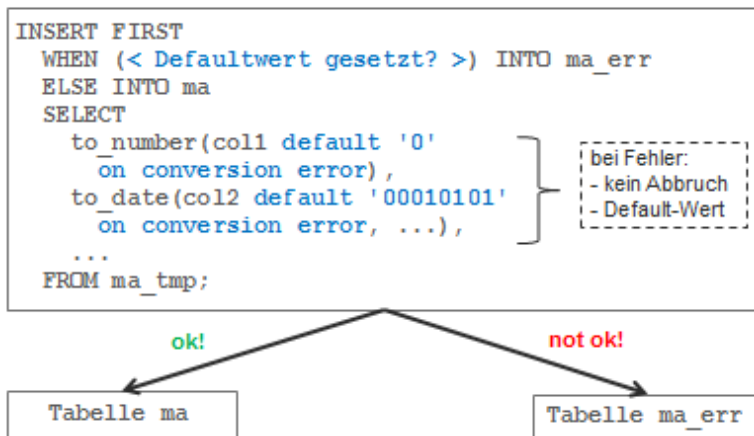 INSERT FIRST
WHEN (< Defaultwert gesetzt? >) INTO ma_err
ELSE INTO ma
SELECT
to_number(col1 default '0'
on conversion error),
to_date(col2 default '00010101'
on conversion error, ...),
...
FROM ma_tmp;
bei Fehler:
- kein Abbruch
- Default-Wert
ok!
not ok!
Tabelle ma
Tabelle ma_err